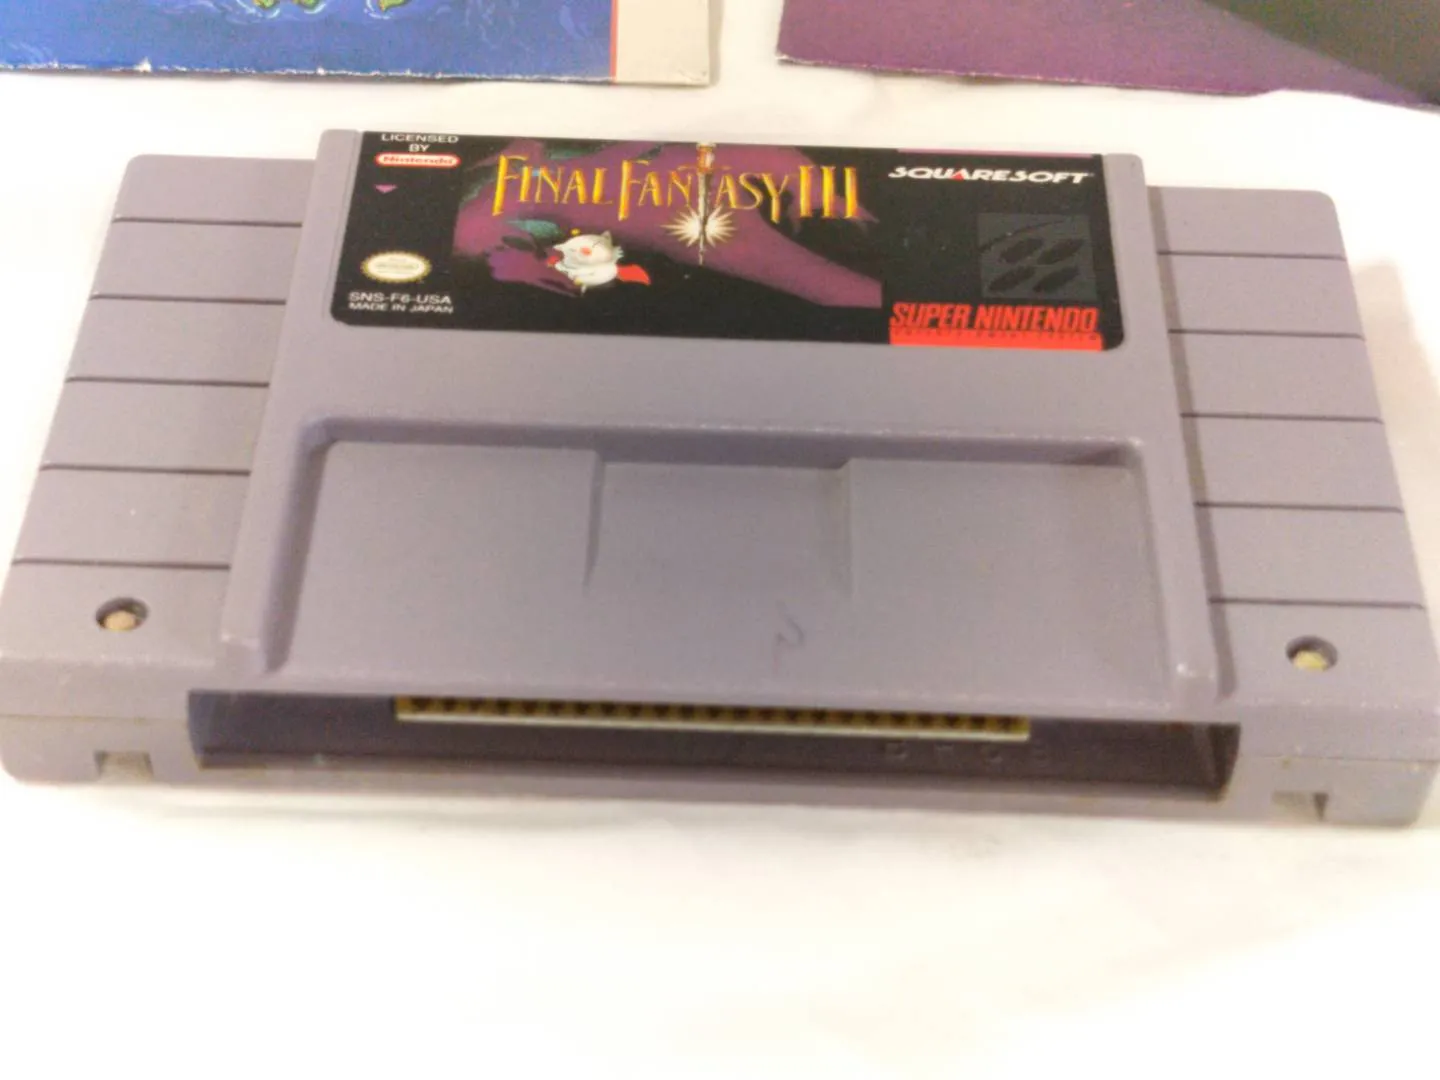 LICENSED
BY
Nintendo
FINAL FANTASY III
SQUARESOFT
SNS-F6-USA
MADE IN JAPAN
SUPER NINTENDO